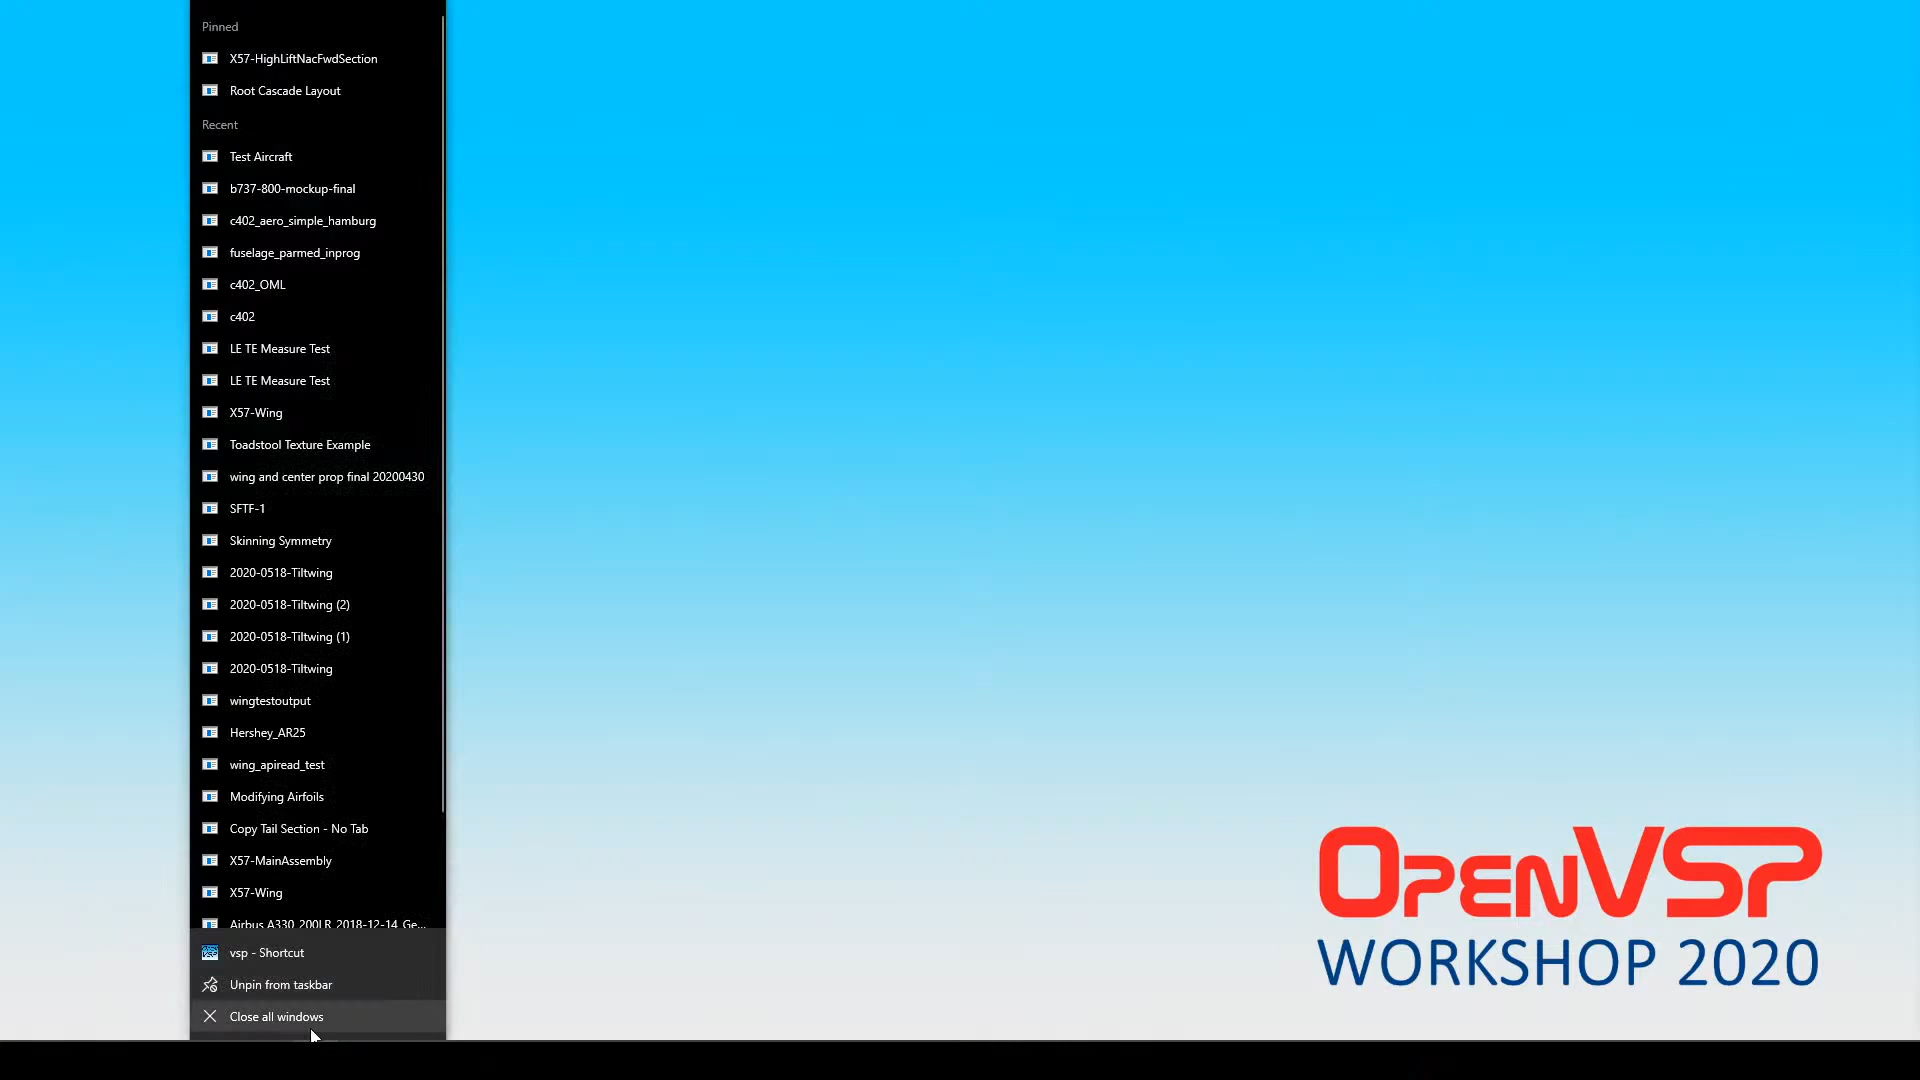 Pinned
X57-HighLiftNacFwdSection
Root Cascade Layout
Recent
Test Aircraft
b737-800-mockup-final
c402_aero_simple_hamburg
fuselage_parmed_inprog
c402_OML
c402
LE TE Measure Test
LE TE Measure Test
X57-Wing
Toadstool Texture Example
wing and center prop final 20200430
SFTF-1
Skinning Symmetry
2020-0518-Tiltwing
2020-0518-Tiltwing (2)
2020-0518-Tiltwing (1)
2020-0518-Tiltwing
wingtestoutput
Hershey_AR25
wing_apiread_test
Modifying Airfoils
Copy Tail Section - No Tab
X57-MainAssembly
X57-Wing
Airbus A330_200LR_2018-12-14_Ge...
vsp - Shortcut
Unpin from taskbar
Close all windows
OPENVSP
WORKSHOP 2020